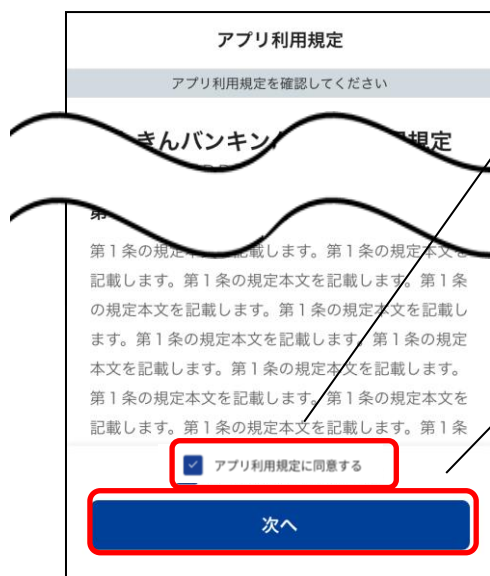 アプリ利用規定
アプリ利用規定を確認してください
きんバンキン 規定
第
第1条の規定 記載します。第1条の規定本文を
記載します。第1条の規定本文を記載します。第1条
の規定本文を記載します。第1条の規定本文を記載し
ます。第1条の規定本文を記載します。第1条の規定
本文を記載します。第1条の規定本文を記載します。
第1条の規定本文を記載します。第1条の規定本文を
記載します。第1条の規定本文を記載します。第1条
アプリ利用規定に同意する
次へ